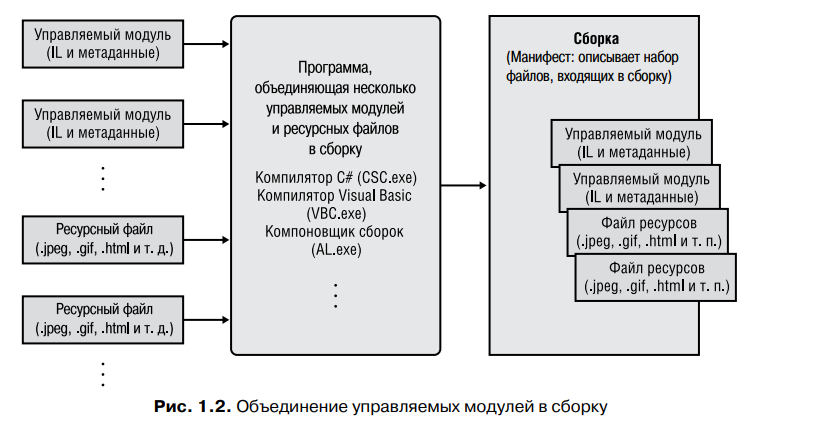 Управляемый модуль
(IL и метаданные)
Управляемый модуль
(IL и метаданные)
Ресурсный файл
(.jpeg, .gif, .html и т. д.)
Ресурсный файл
(.jpeg, .gif, .html и т. д.)
Программа,
объединяющая несколько
управляемых модулей
и ресурсных файлов
в сборку
Компилятор C# (CSC.exe)
Компилятор Visual Basic
(VBC.exe)
Компоновщик сборок
(AL.exe)
Сборка
(Манифест: описывает набор
файлов, входящих в сборку)
Управляемый модуль
(IL и метаданные)
Управляемый модуль
(IL и метаданные)
Файл ресурсов
(.jpeg, .gif, .html и т. п.)
Файл ресурсов
(.jpeg, .gif, .html и т. п.)
Рис. 1.2. Объединение управляемых модулей в сборку